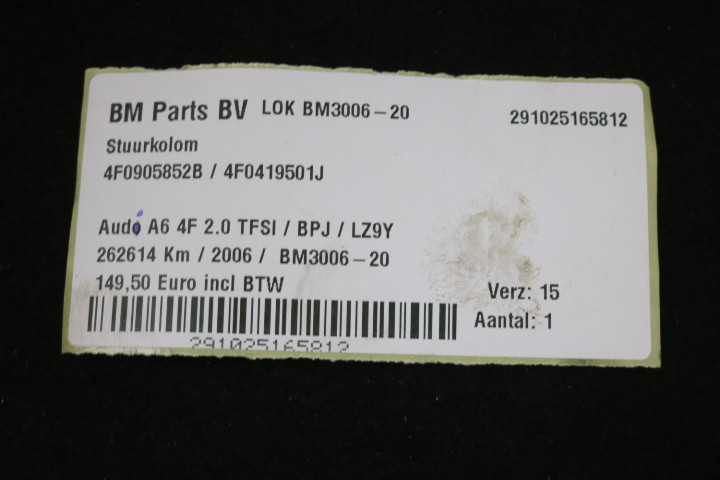 BM Parts BV LOK BM3006-20 291025165812
Stuurkolom
4F0905852B / 4F0419501J
Audi A6 4F 2.0 TFSI / BPJ / LZ9Y
262614 Km / 2006 / BM3006-20
149,50 Euro incl BTW
Verz: 15
Aantal: 1
291025165812